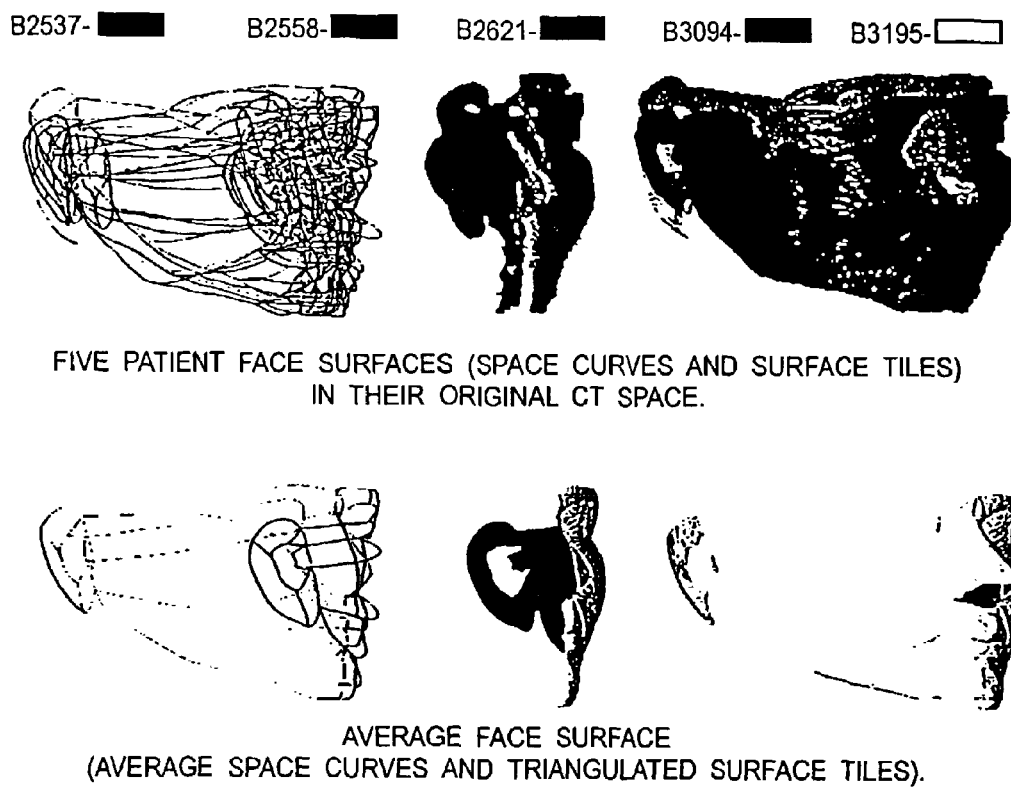 B2537- B2558- B2621- B3094- B3195-
FIVE PATIENT FACE SURFACES (SPACE CURVES AND SURFACE TILES)
IN THEIR ORIGINAL CT SPACE.
AVERAGE FACE SURFACE
(AVERAGE SPACE CURVES AND TRIANGULATED SURFACE TILES).